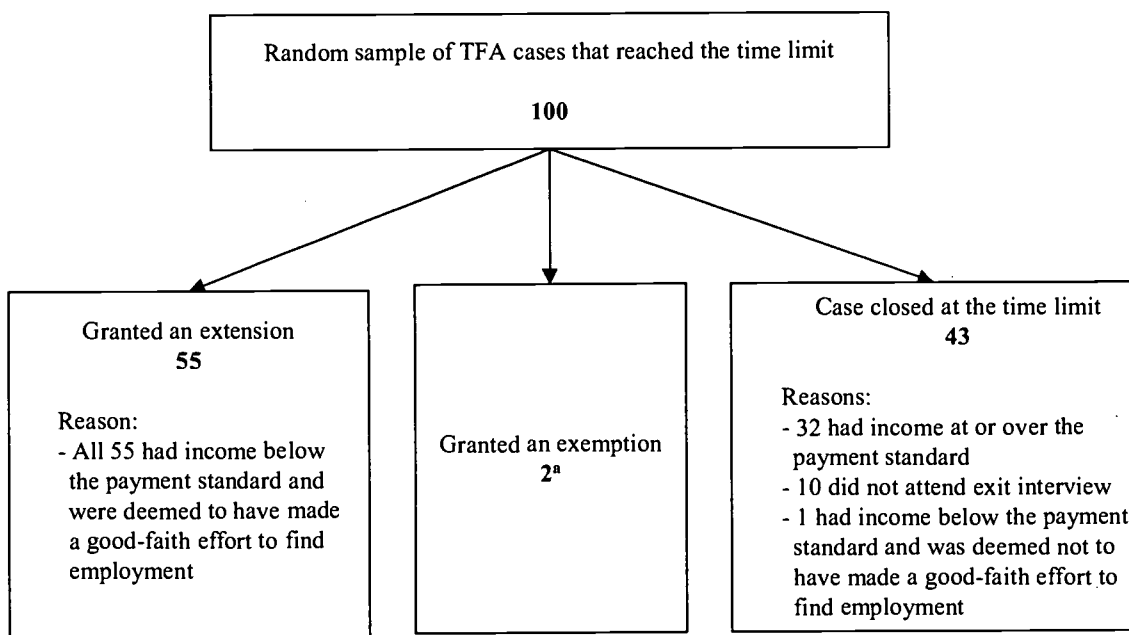 Random sample of TFA cases that reached the time limit
100
Granted an extension
55
Reason:
- All 55 had income below
the payment standard and
were deemed to have made
a good-faith effort to find
employment
Granted an exemption
2ª
Case closed at the time limit
43
Reasons:
- 32 had income at or over the
payment standard
- 10 did not attend exit interview
- 1 had income below the payment
standard and was deemed not to
have made a good-faith effort to
find employment